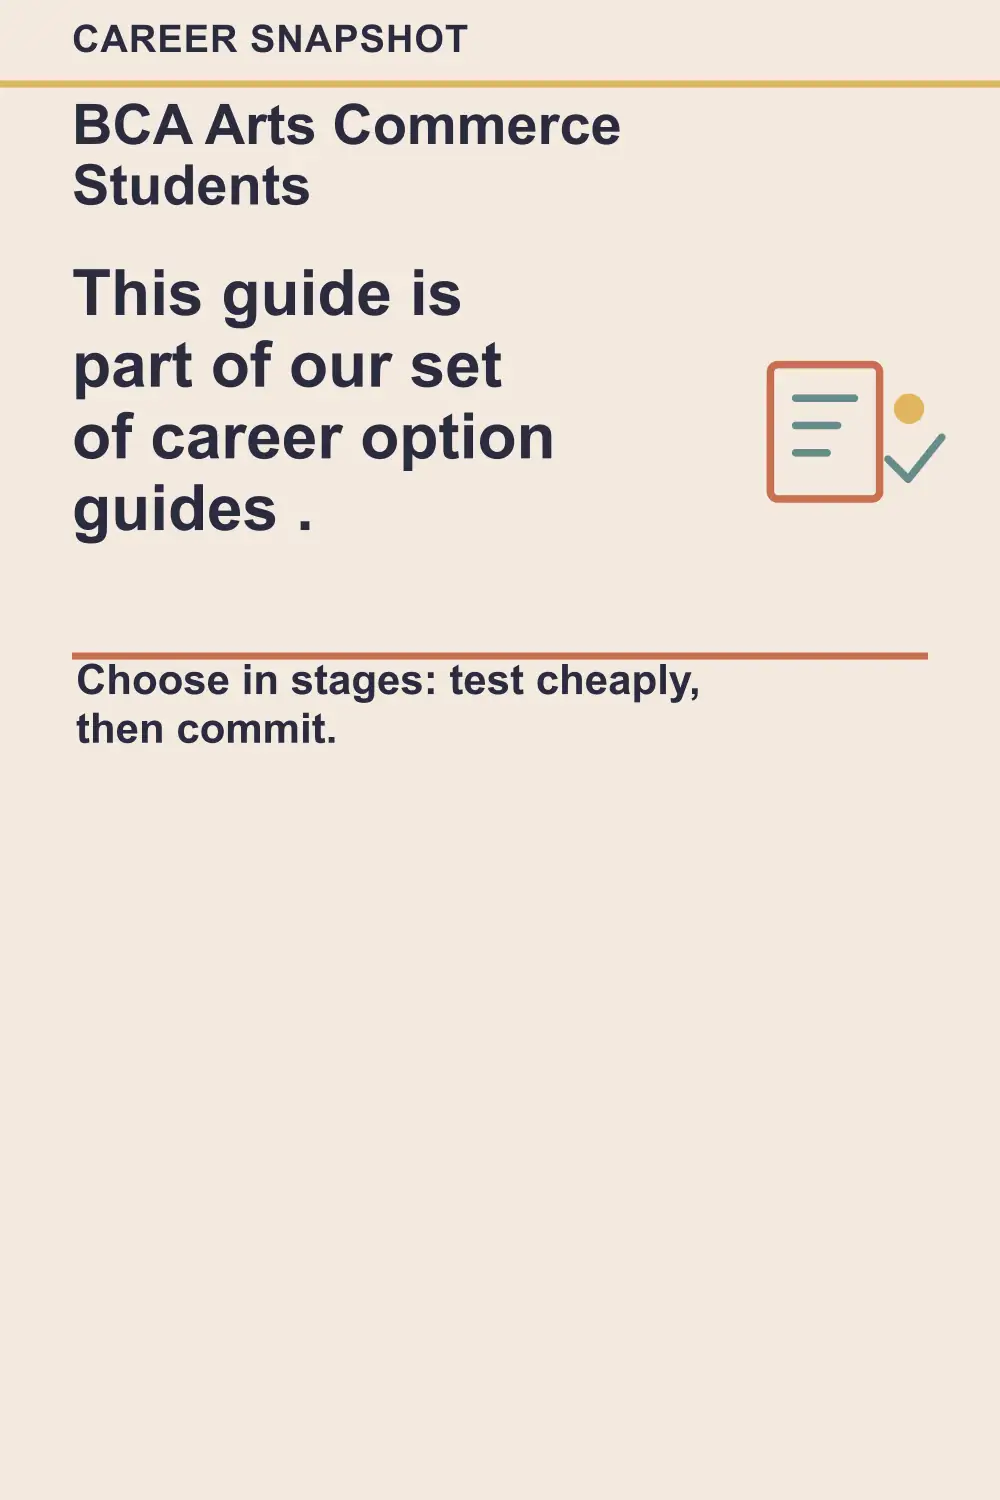 CAREER SNAPSHOT
BCA Arts Commerce
Students
This guide is
part of our set
of career option
guides .
Choose in stages: test cheaply,
then commit.